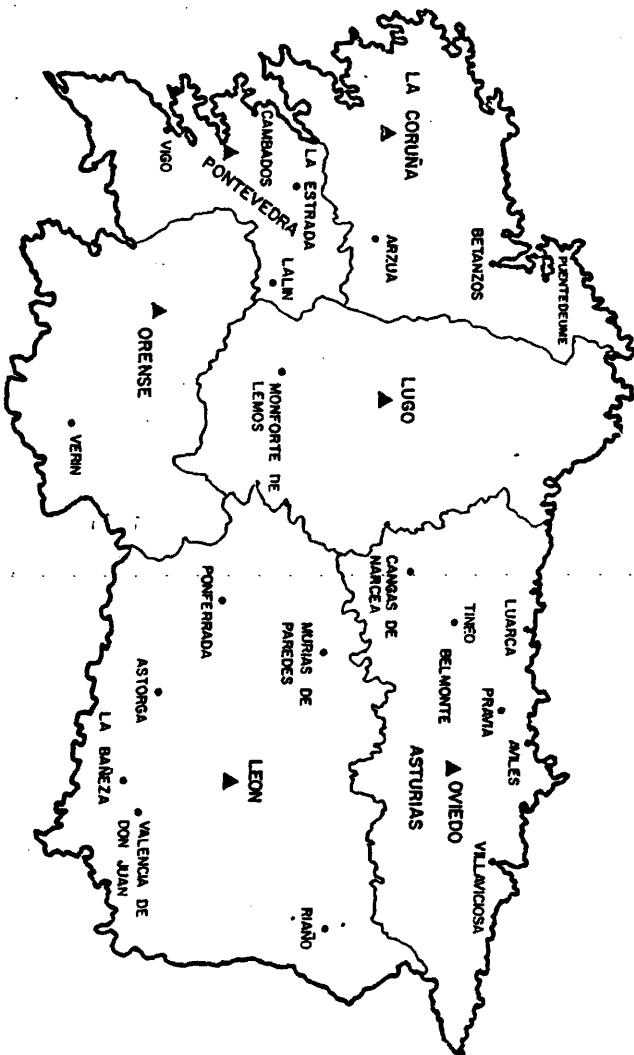 PUENTEDEUME
LA CORUÑA
BETANZOS
ARZUA
LA ESTRADA
CAMBADOS
PONTEVEDRA
LALIN
VIGO
ORENSE
VERIN
LUGO
MONFORTE DE
LEMOS
LUARCA
PRAVIA
AVILES
VILLAVICIOSA
TINEO
BELMONTE
OVIEDO
ASTURIAS
CANGAS DE
NARCEA
MURIAS DE
PAREDES
RIAÑO
PONFERRADA
LEON
ASTORGA
LA BAÑEZA
VALENCIA DE
DON JUAN